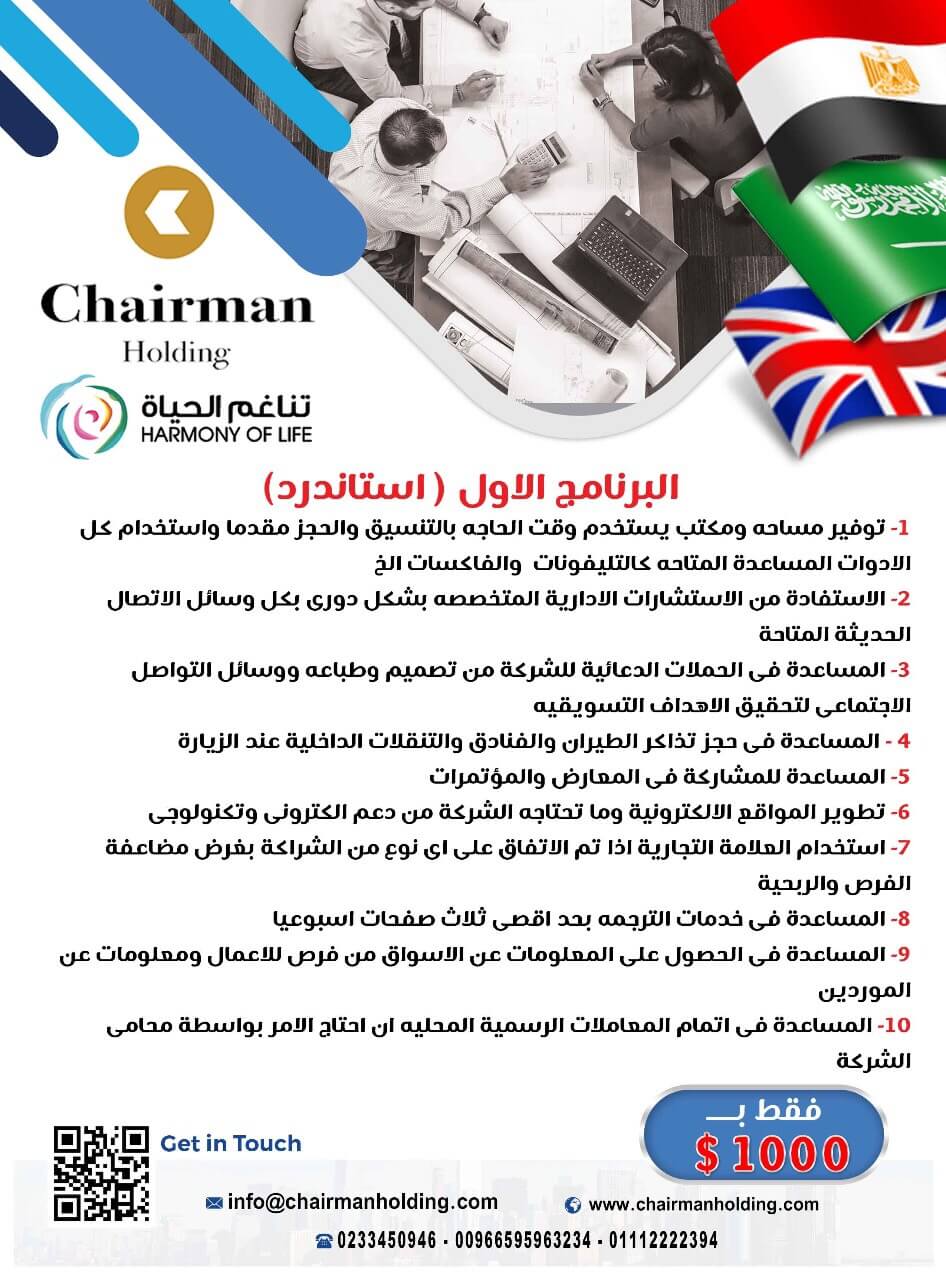 Chairman
Holding
تناغم الحياة
HARMONY OF LIFE
البرنامج الاول ( استاندرد)
1- توفير مساحه ومكتب يستخدم وقت الحاجه بالتنسيق والحجز مقدما واستخدام كل
الادوات المساعدة المتاحه كالتليفونات والفاكسات الخ
2- الاستفادة من الاستشارات الادارية المتخصصه بشكل دورى بكل وسائل الاتصال
الحديثة المتاحة
3- المساعدة فى الحملات الدعائية للشركة من تصميم وطباعه ووسائل التواصل
الاجتماعى لتحقيق الاهداف التسويقيه
4 - المساعدة فى حجز تذاكر الطيران والفنادق والتنقلات الداخلية عند الزيارة
5- المساعدة للمشاركة فى المعارض والمؤتمرات
6- تطوير المواقع الالكترونية وما تحتاجه الشركة من دعم الكترونى وتكنولوجى
7- استخدام العلامة التجارية اذا تم الاتفاق على اى نوع من الشراكة بغرض مضاعفة
الفرص والربحية
8- المساعدة فى خدمات الترجمه بحد اقصى ثلاث صفحات اسبوعيا
9- المساعدة فى الحصول على المعلومات عن الاسواق من فرص للاعمال ومعلومات عن
الموردين
10- المساعدة فى اتمام المعاملات الرسمية المحليه ان احتاج الامر بواسطة محامى
الشركة
فقط بـــ
$ 1000
Get in Touch
info@chairmanholding.com
www.chairmanholding.com
0233450946 - 00966595963234 - 01112222394